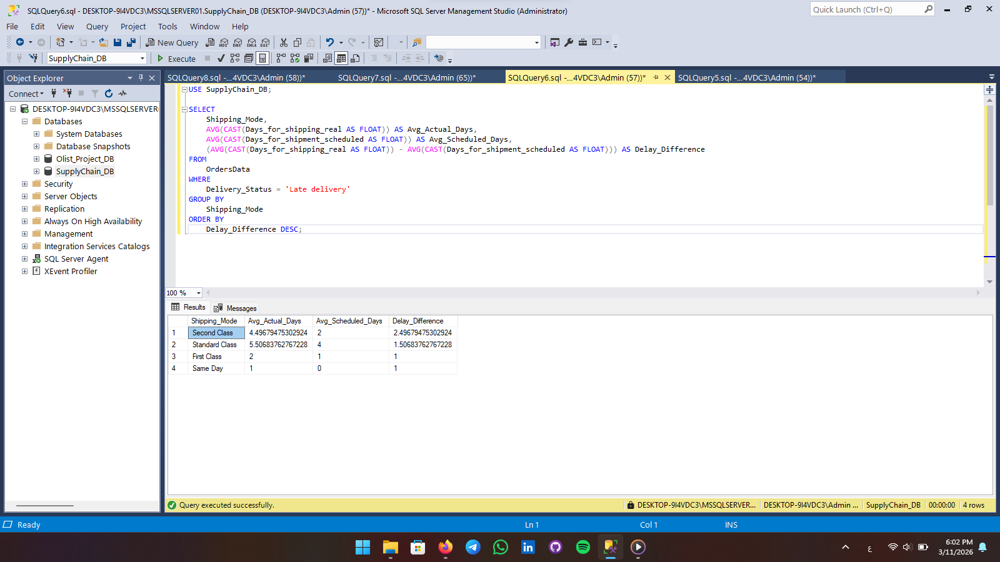 SQLQuery6.sql - DESKTOP-9I4VDC3\MSSQLSERVER01.SupplyChain_DB (DESKTOP-9I4VDC3\Admin (57))* - Microsoft SQL Server Management Studio (Administrator)
Quick Launch (Ctrl+Q)
File Edit View Query Project Tools Window Help
New Query MDX DMX XMLA DAX
SupplyChain_DB Execute
Object Explorer
Connect
DESKTOP-9I4VDC3\MSSQLSERVER
Databases
System Databases
Database Snapshots
Olist_Project_DB
SupplyChain_DB
Security
Server Objects
Replication
Always On High Availability
Management
Integration Services Catalogs
SQL Server Agent
XEvent Profiler
SQLQuery8.sql -...4VDC3\Admin (58))* SQLQuery7.sql -...4VDC3\Admin (65))* SQLQuery6.sql -...4VDC3\Admin (57))* SQLQuery5.sql -...4VDC3\Admin (54))*
USE SupplyChain_DB;
SELECT
Shipping_Mode,
AVG(CAST(Days_for_shipping_real AS FLOAT)) AS Avg_Actual_Days,
AVG(CAST(Days_for_shipment_scheduled AS FLOAT)) AS Avg_Scheduled_Days,
(AVG(CAST(Days_for_shipping_real AS FLOAT)) - AVG(CAST(Days_for_shipment_scheduled AS FLOAT))) AS Delay_Difference
FROM
OrdersData
WHERE
Delivery_Status = 'Late delivery'
GROUP BY
Shipping_Mode
ORDER BY
Delay_Difference DESC;
100 %
Results Messages
Shipping_Mode Avg_Actual_Days Avg_Scheduled_Days Delay_Difference
1 Second Class 4.49679475302924 2 2.49679475302924
2 Standard Class 5.50683762767228 4 1.50683762767228
3 First Class 2 1 1
4 Same Day 1 0 1
Query executed successfully. DESKTOP-9I4VDC3\MSSQLSERVER... DESKTOP-9I4VDC3\Admin ... SupplyChain_DB 00:00:00 4 rows
Ready Ln 1 Col 1 INS
ع 6:02 PM
3/11/2026